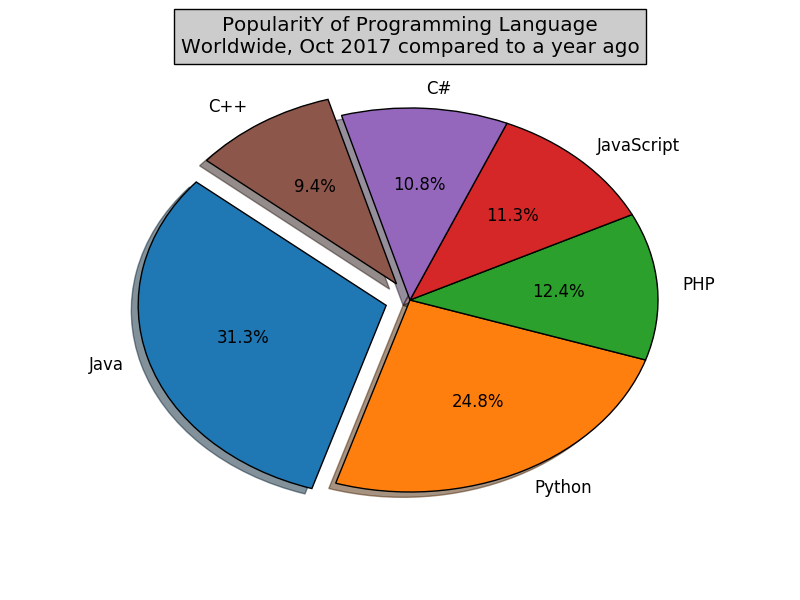 PopularitY of Programming Language
Worldwide, Oct 2017 compared to a year ago
C#
C++
JavaScript
10.8%
9.4%
11.3%
PHP
12.4%
31.3%
Java
24.8%
Python